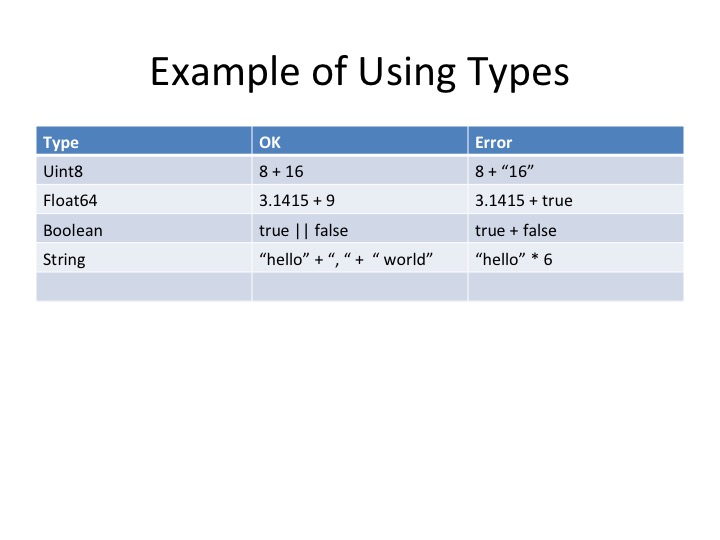 Example of Using Types
Type OK Error
Uint8 8 + 16 8 + “16”
Float64 3.1415 + 9 3.1415 + true
Boolean true || false true + false
String “hello” + “, “ +  “ world” “hello” * 6